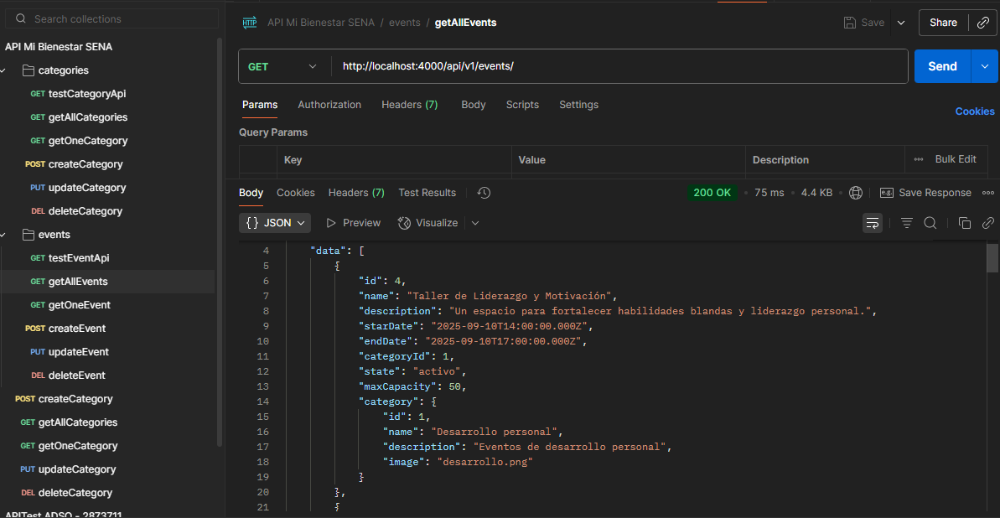 Search collections
API Mi Bienestar SENA
categories
GET testCategoryApi
GET getAllCategories
GET getOneCategory
POST createCategory
PUT updateCategory
DEL deleteCategory
events
GET testEventApi
GET getAllEvents
GET getOneEvent
POST createEvent
PUT updateEvent
DEL deleteEvent
POST createCategory
GET getAllCategories
GET getOneCategory
PUT updateCategory
DEL deleteCategory
APITest ADSO - 2873711
HTTP API Mi Bienestar SENA / events / getAllEvents
Save Share
GET http://localhost:4000/api/v1/events/ Send
Params Authorization Headers (7) Body Scripts Settings Cookies
Query Params
Key Value Description Bulk Edit
Body Cookies Headers (7) Test Results 200 OK 75 ms 4.4 KB e.g. Save Response
{} JSON Preview Visualize
4 "data": [
5 {
6 "id": 4,
7 "name": "Taller de Liderazgo y Motivación",
8 "description": "Un espacio para fortalecer habilidades blandas y liderazgo personal.",
9 "starDate": "2025-09-10T14:00:00.000Z",
10 "endDate": "2025-09-10T17:00:00.000Z",
11 "categoryId": 1,
12 "state": "activo",
13 "maxCapacity": 50,
14 "category": {
15 "id": 1,
16 "name": "Desarrollo personal",
17 "description": "Eventos de desarrollo personal",
18 "image": "desarrollo.png"
19 }
20 },
21 {